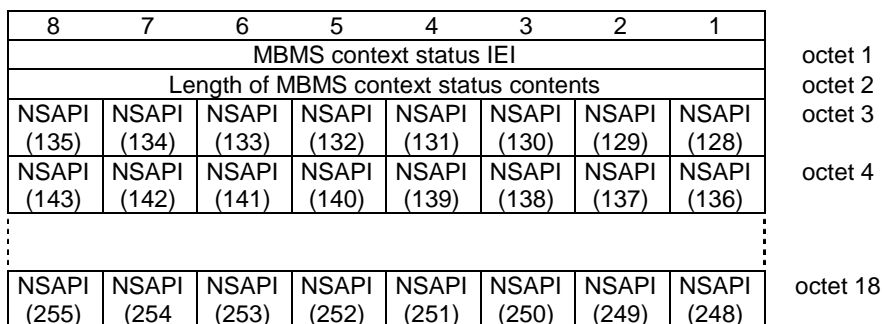 8 7 6 5 4 3 2 1
MBMS context status IEI octet 1
Length of MBMS context status contents octet 2
NSAPI NSAPI NSAPI NSAPI NSAPI NSAPI NSAPI NSAPI octet 3
(135) (134) (133) (132) (131) (130) (129) (128)
NSAPI NSAPI NSAPI NSAPI NSAPI NSAPI NSAPI NSAPI octet 4
(143) (142) (141) (140) (139) (138) (137) (136)
NSAPI NSAPI NSAPI NSAPI NSAPI NSAPI NSAPI NSAPI octet 18
(255) (254 (253) (252) (251) (250) (249) (248)